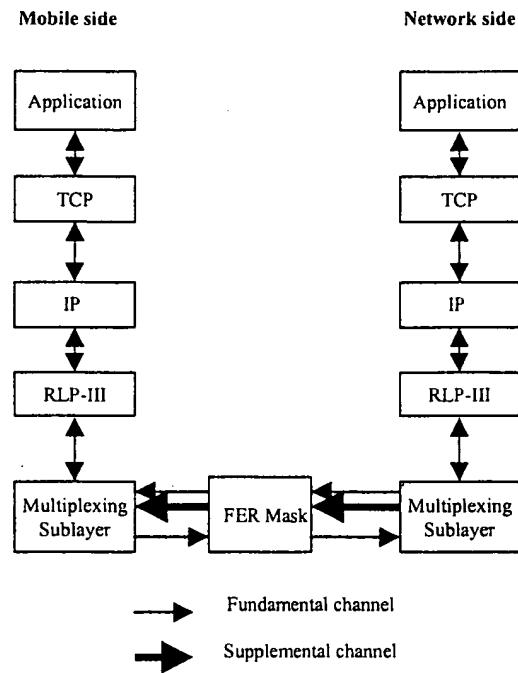 Mobile side
Network side
Application
Application
TCP
TCP
IP
IP
RLP-III
RLP-III
Multiplexing
Sublayer
FER Mask
Multiplexing
Sublayer
Fundamental channel
Supplemental channel